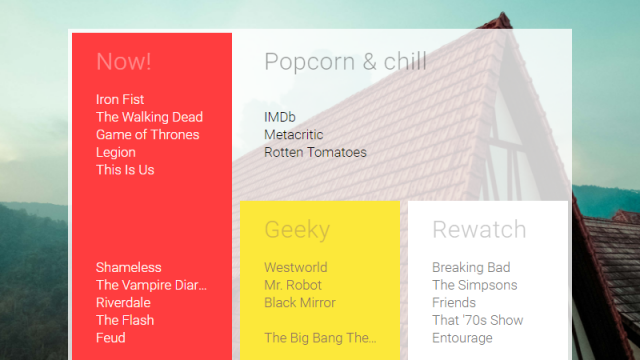 Now!
Iron Fist
The Walking Dead
Game of Thrones
Legion
This Is Us
Shameless
The Vampire Diar...
Riverdale
The Flash
Feud
Popcorn & chill
IMDb
Metacritic
Rotten Tomatoes
Geeky
Westworld
Mr. Robot
Black Mirror
The Big Bang The...
Rewatch
Breaking Bad
The Simpsons
Friends
That '70s Show
Entourage